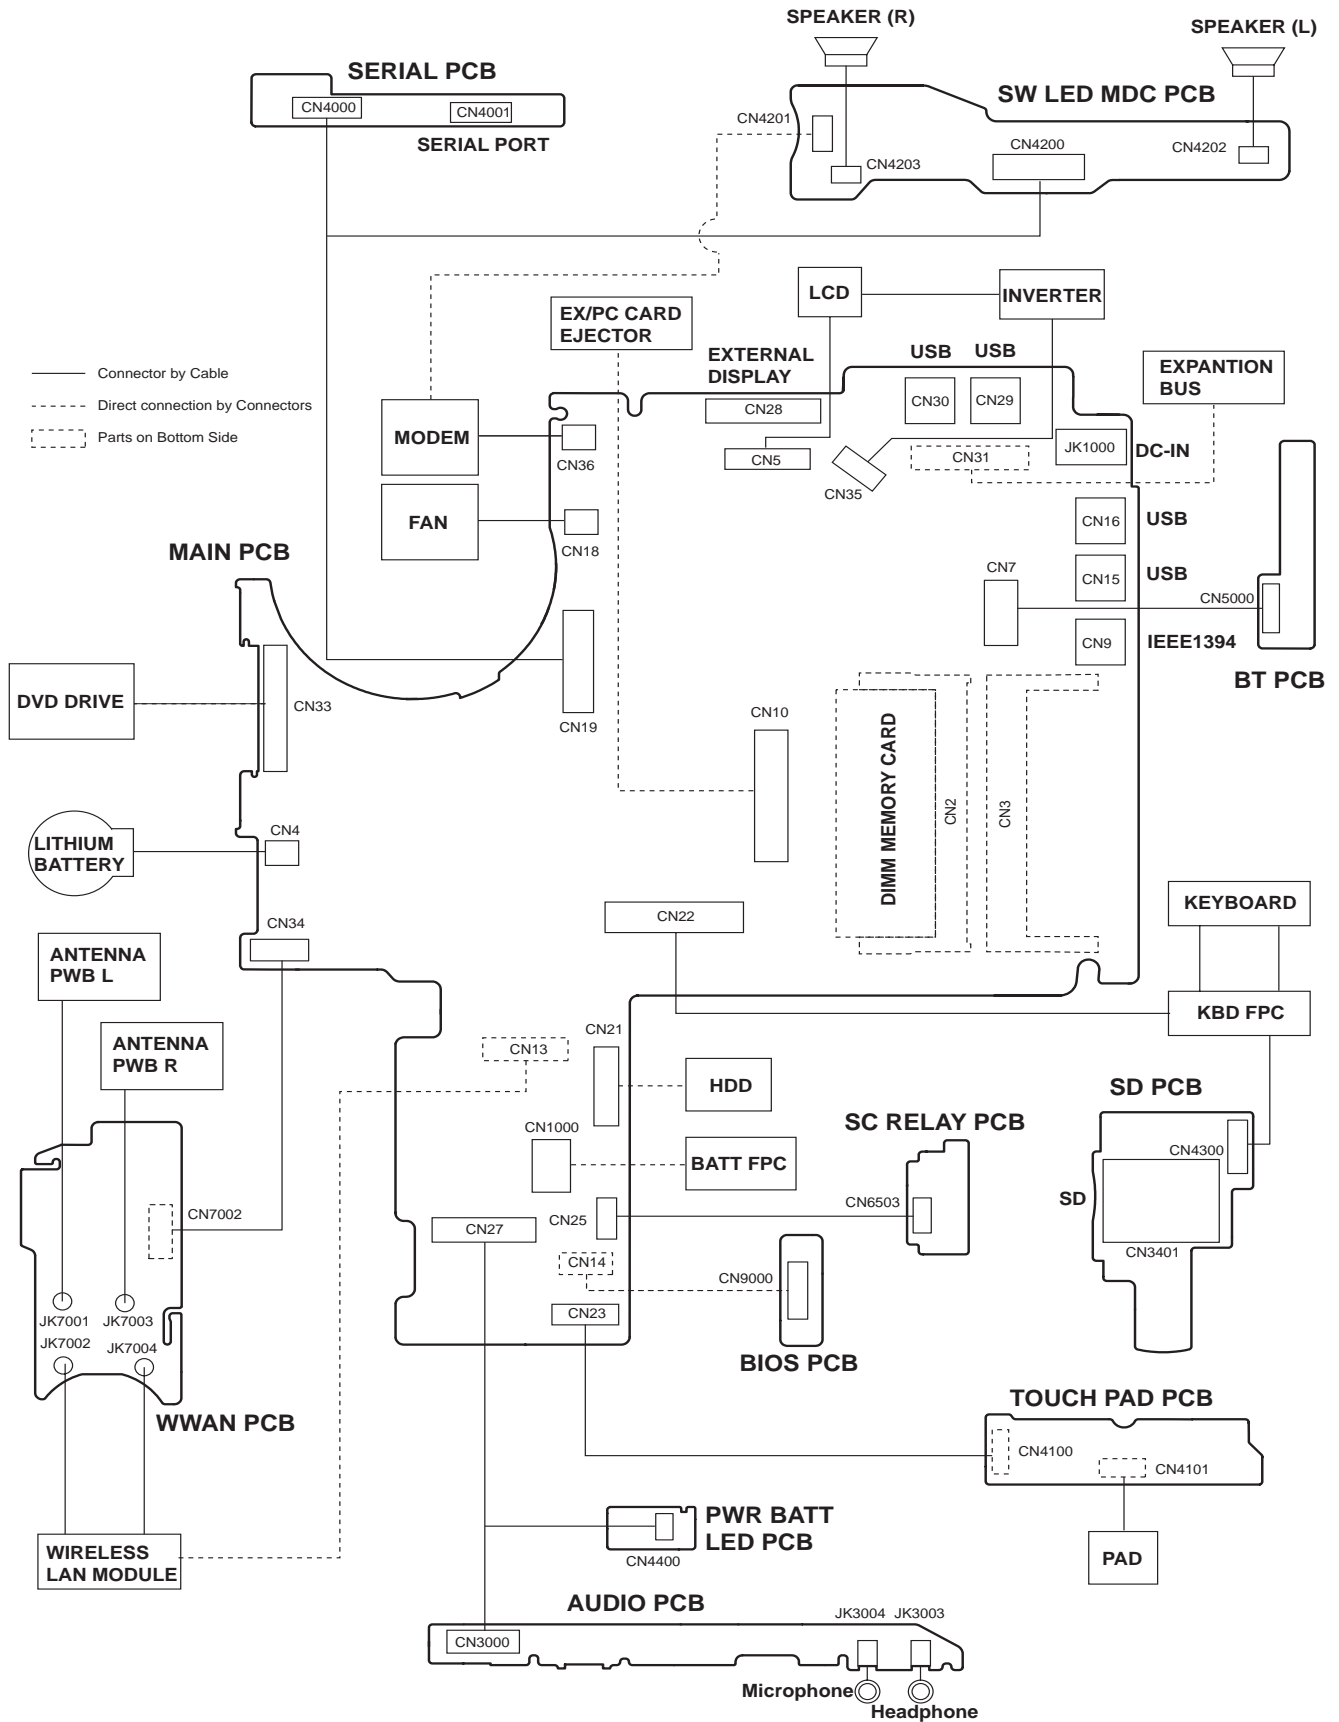 SPEAKER (R)
SPEAKER (L)
SERIAL PCB
SW LED MDC PCB
CN4000
CN4001
SERIAL PORT
CN4201
CN4203
CN4200
CN4202
LCD
INVERTER
EX/PC CARD
EJECTOR
EXTERNAL
DISPLAY
USB
USB
EXPANTION
BUS
Connector by Cable
Direct connection by Connectors
Parts on Bottom Side
MODEM
CN36
CN28
CN30
CN29
CN5
CN35
CN31
JK1000
DC-IN
FAN
CN18
CN16
USB
MAIN PCB
CN7
CN15
USB
CN5000
CN9
IEEE1394
BT PCB
DVD DRIVE
CN33
CN19
CN10
DIMM MEMORY CARD
CN2
CN3
LITHIUM
BATTERY
CN4
CN34
CN22
KEYBOARD
ANTENNA
PWB L
KBD FPC
ANTENNA
PWB R
CN13
CN21
HDD
SD PCB
CN1000
BATT FPC
SC RELAY PCB
CN4300
CN7002
CN27
CN25
CN6503
SD
CN3401
CN14
CN9000
CN23
JK7001
JK7003
JK7002
JK7004
BIOS PCB
WWAN PCB
TOUCH PAD PCB
CN4100
CN4101
PWR BATT
LED PCB
CN4400
WIRELESS
LAN MODULE
PAD
AUDIO PCB
JK3004
JK3003
CN3000
Microphone
Headphone